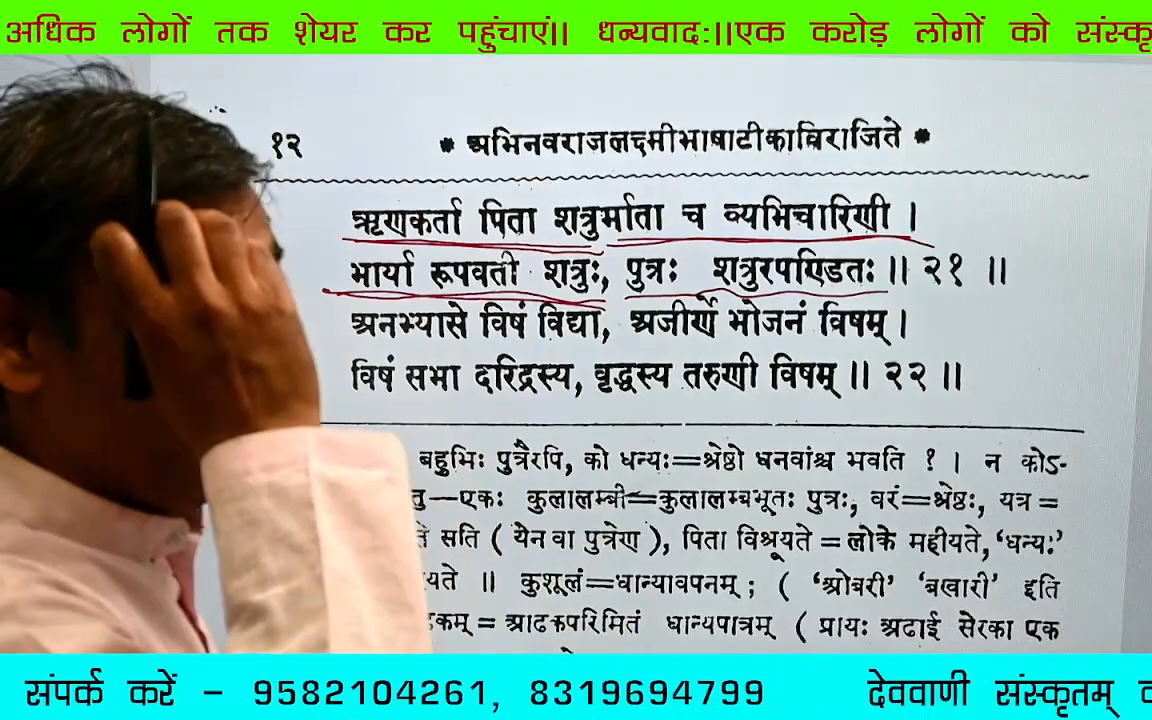 अधिक लोगों तक शेयर कर पहुंचाएं॥ धन्यवाद:॥एक करोड़ लोगों को
१२ * अभिनवराजलक्ष्मीभाषाटीकाविराजिते *
ऋणकर्ता पिता शत्रुर्माता च व्यभिचारिणी ।
भार्या रूपवती शत्रुः, पुत्रः शत्रुरपण्डितः ॥ २१ ॥
अनभ्यासे विषं विद्या, अजीर्णे भोजनं विषम् ।
विषं सभा दरिद्रस्य, वृद्धस्य तरुणी विषम् ॥ २२ ॥
बहुभिः पुत्रैरपि, को धन्यः=श्रेष्ठो धनवांश्च भवति ? । न कोऽ-
तु—एकः कुलालम्बी=कुलालम्बभूतः पुत्रः, वरं=श्रेष्ठः, यत्र =
सति ( येन वा पुत्रेण ), पिता विश्रूयते = लोके महीयते, ‘धन्यः’
यते ॥ कुशूलं=धान्यावपनम् ; ( ‘ओबरी’ ‘बखारी’ इति
कम् = आढकपरिमितं धान्यपात्रम् ( प्रायः अढाई सेरका एक
संपर्क करें - 9582104261, 8319694799 देववाणी संस्कृतम्